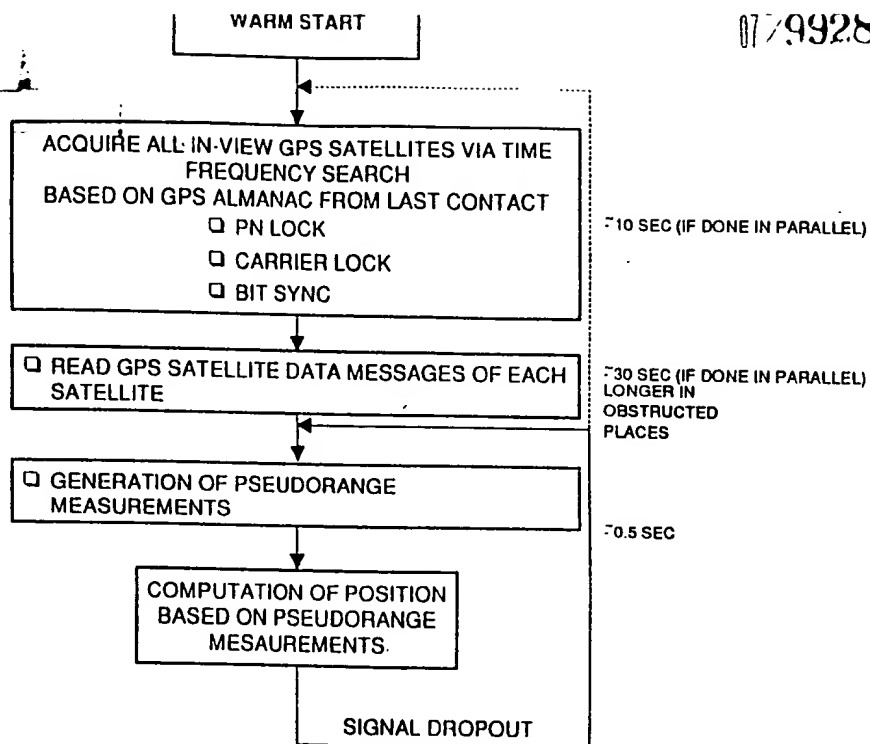 WARM START
07/9928
ACQUIRE ALL IN-VIEW GPS SATELLITES VIA TIME
FREQUENCY SEARCH
BASED ON GPS ALMANAC FROM LAST CONTACT
❑ PN LOCK
❑ CARRIER LOCK
❑ BIT SYNC
~10 SEC (IF DONE IN PARALLEL)
❑ READ GPS SATELLITE DATA MESSAGES OF EACH
SATELLITE
~30 SEC (IF DONE IN PARALLEL)
LONGER IN
OBSTRUCTED
PLACES
❑ GENERATION OF PSEUDORANGE
MEASUREMENTS
~0.5 SEC
COMPUTATION OF POSITION
BASED ON PSEUDORANGE
MESAUREMENTS.
SIGNAL DROPOUT